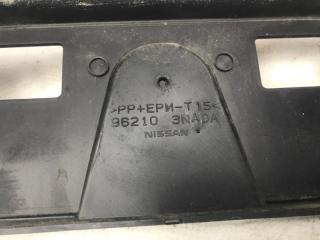 >PP+EPM-T15<
96210 3NA0A
NISSAN